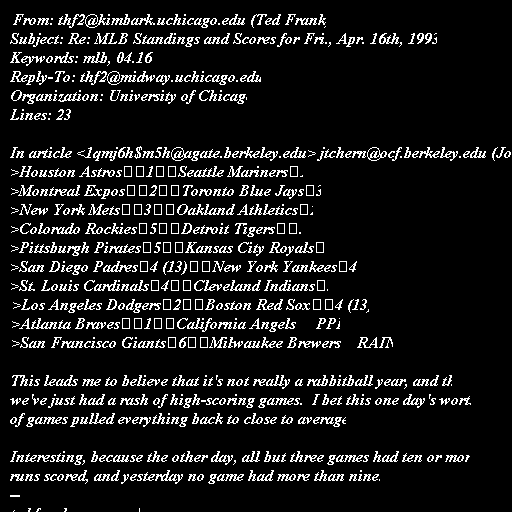 From: thf2@kimbark.uchicago.edu (Ted Frank
Subject: Re: MLB Standings and Scores for Fri., Apr. 16th, 1993
Keywords: mlb, 04.16
Reply-To: thf2@midway.uchicago.edu
Organization: University of Chicag
Lines: 23

In article <1qmj6h$m5h@agate.berkeley.edu> jtchern@ocf.berkeley.edu (Jo
>Houston Astros□□1□□Seattle Mariners□
>Montreal Expos□□2□□Toronto Blue Jays□3
>New York Mets□□3□□Oakland Athletics□
>Colorado Rockies□5□□Detroit Tigers□□
>Pittsburgh Pirates□5□□Kansas City Royals□
>San Diego Padres□4 (13)□□New York Yankees□4
>St. Louis Cardinals□4□□Cleveland Indians□
>Los Angeles Dodgers□2□□Boston Red Sox□□4 (13
>Atlanta Braves□□1□□California Angels PPD
>San Francisco Giants□6□□Milwaukee Brewers RAIN

This leads me to believe that it's not really a rabbitball year, and th
we've just had a rash of high-scoring games. I bet this one day's wort
of games pulled everything back to close to average

Interesting, because the other day, all but three games had ten or mor
runs scored, and yesterday no game had more than nine.
--